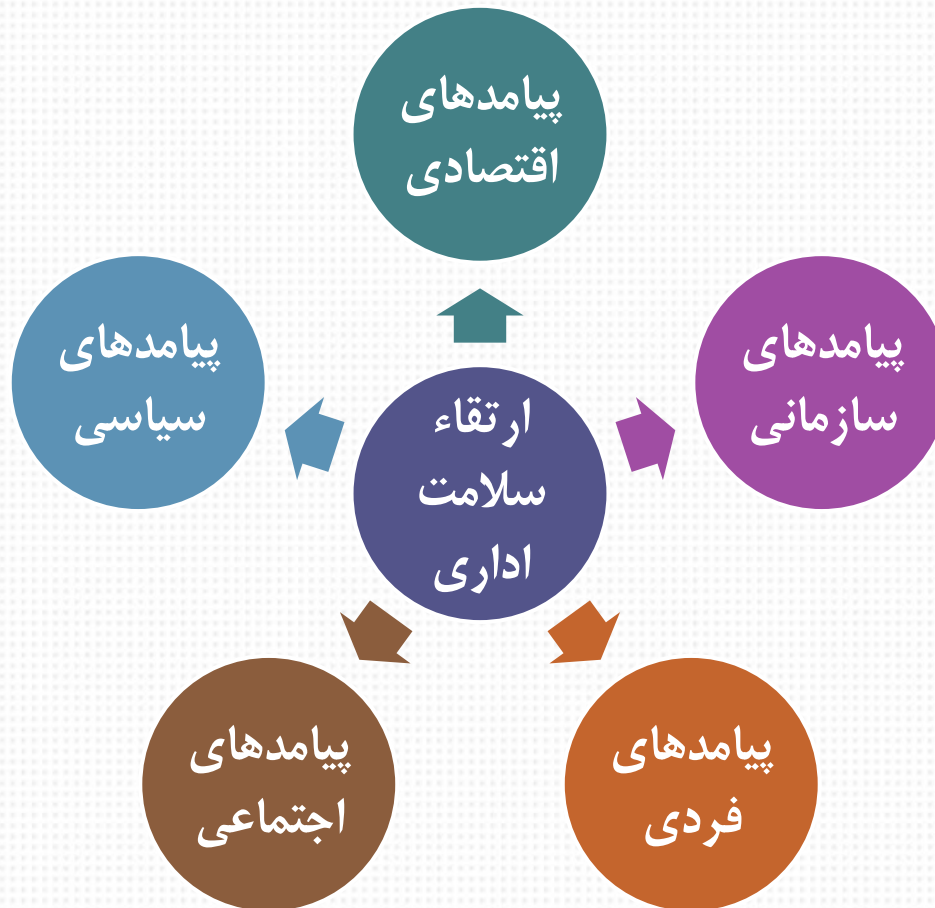 پیامدهای
اقتصادی
پیامدهای
سازمانی
پیامدهای
سیاسی
ارتقاء
سلامت
اداری
پیامدهای
فردی
پیامدهای
اجتماعی